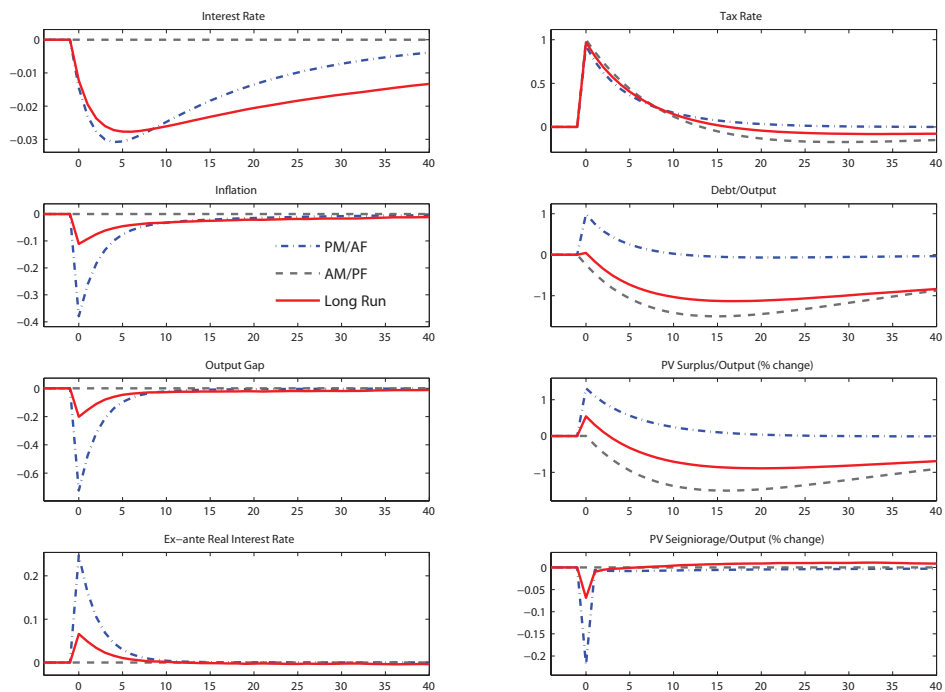 Interest Rate
0
−0.01
−0.02
−0.03
0 5 10 15 20 25 30 35 40
Tax Rate
1
0.5
0
0 5 10 15 20 25 30 35 40
Inflation
0
−0.1
−0.2
−0.3
−0.4
PM/AF
AM/PF
Long Run
0 5 10 15 20 25 30 35 40
Debt/Output
1
0
−1
0 5 10 15 20 25 30 35 40
Output Gap
0
−0.2
−0.4
−0.6
0 5 10 15 20 25 30 35 40
PV Surplus/Output (% change)
1
0
−1
0 5 10 15 20 25 30 35 40
Ex−ante Real Interest Rate
0.2
0.1
0
0 5 10 15 20 25 30 35 40
PV Seigniorage/Output (% change)
0
−0.05
−0.1
−0.15
−0.2
0 5 10 15 20 25 30 35 40